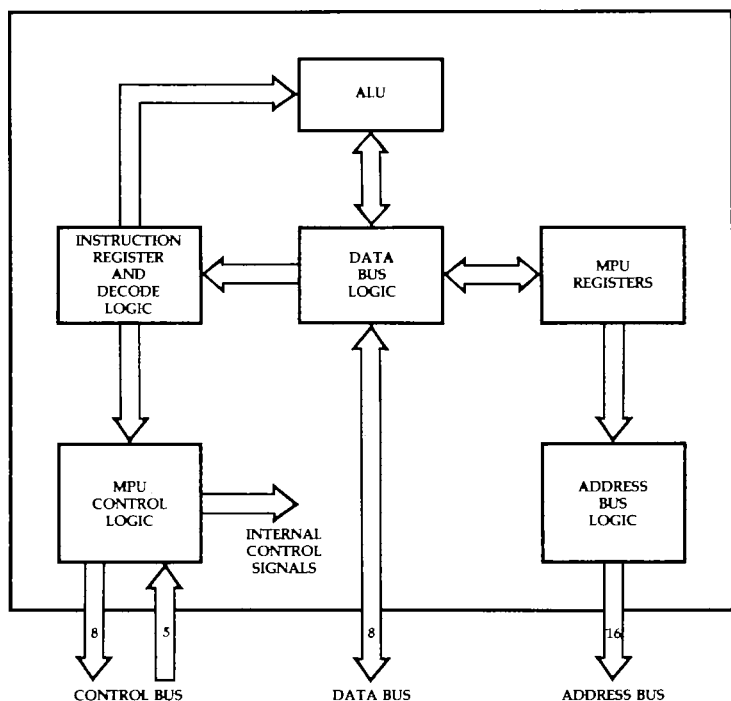 ALU
INSTRUCTION
REGISTER
AND
DECODE
LOGIC
DATA
BUS
LOGIC
MPU
REGISTERS
MPU
CONTROL
LOGIC
INTERNAL
CONTROL
SIGNALS
ADDRESS
BUS
LOGIC
8
5
8
16
CONTROL BUS
DATA BUS
ADDRESS BUS